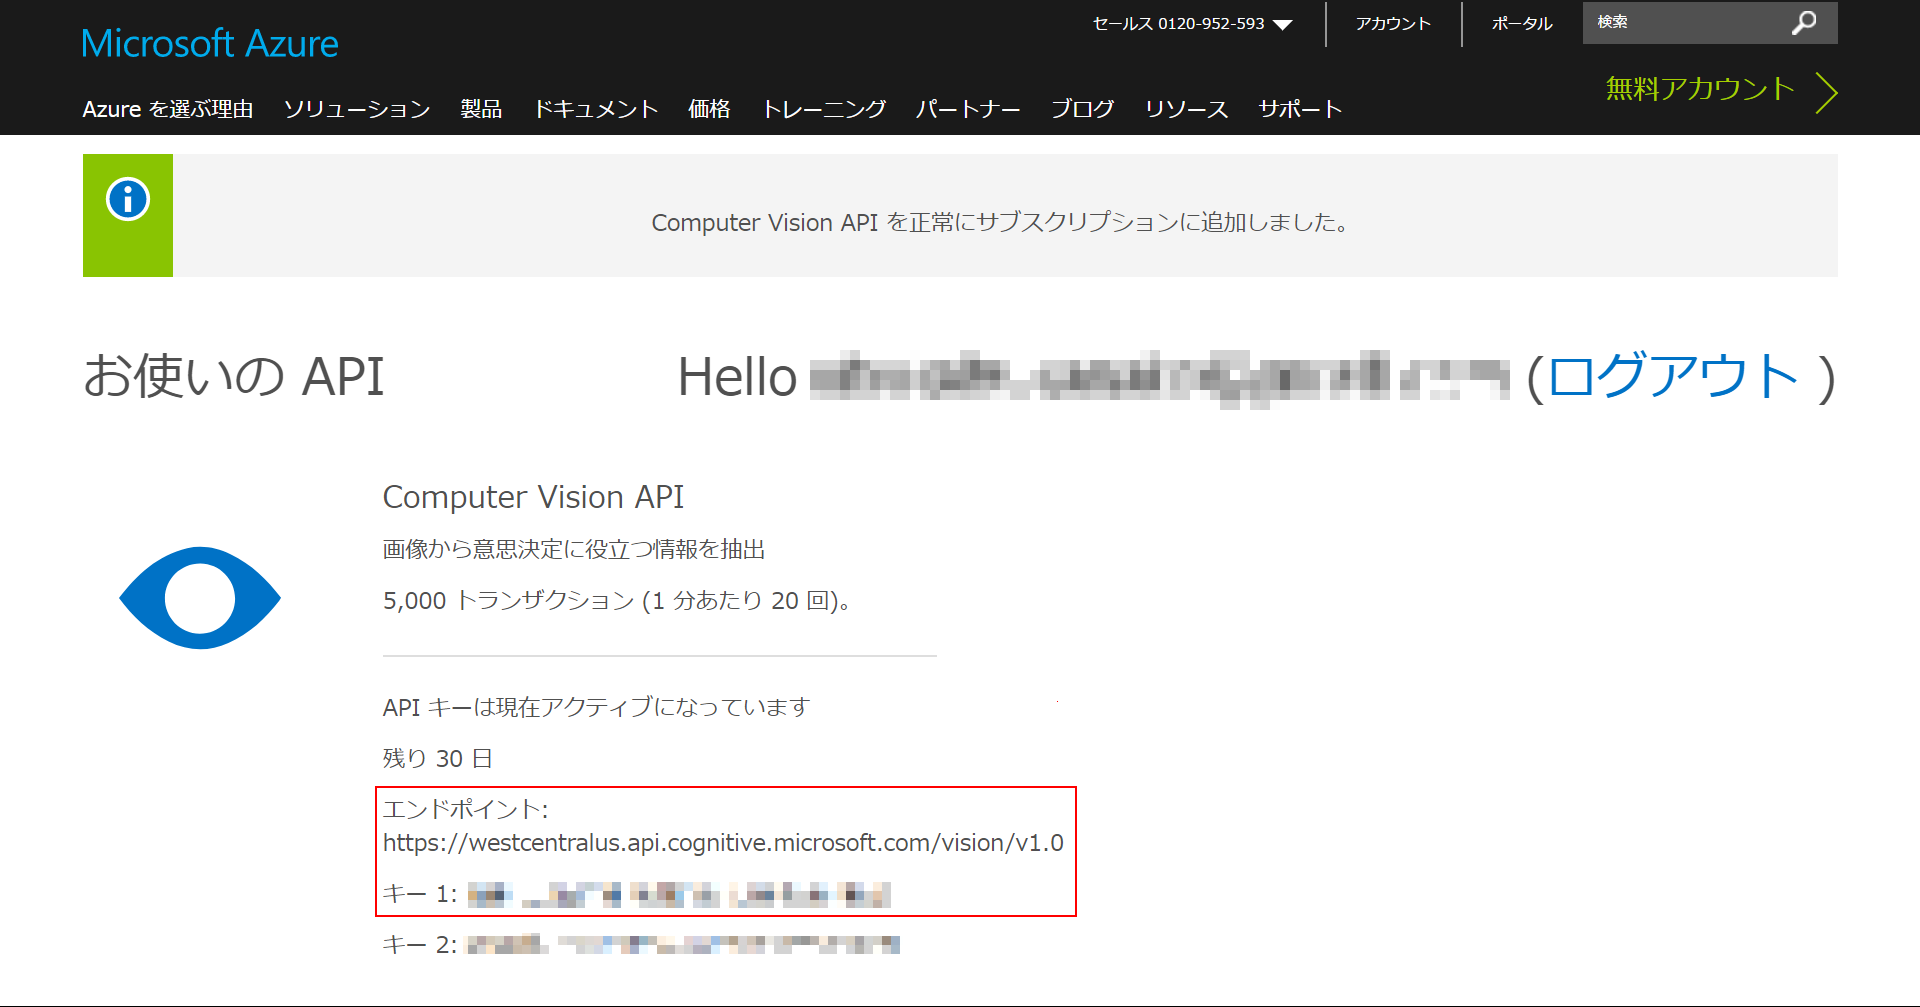 Microsoft Azure
セールス 0120-952-593
アカウント
ポータル
検索
無料アカウント
Azure を選ぶ理由 ソリューション 製品 ドキュメント 価格 トレーニング パートナー ブログ リソース サポート
Computer Vision API を正常にサブスクリプションに追加しました。
お使いの API
Hello (ログアウト )
Computer Vision API
画像から意思決定に役立つ情報を抽出
5,000 トランザクション (1 分あたり 20 回)。
API キーは現在アクティブになっています
残り 30 日
エンドポイント:
https://westcentralus.api.cognitive.microsoft.com/vision/v1.0
キー 1:
キー 2: